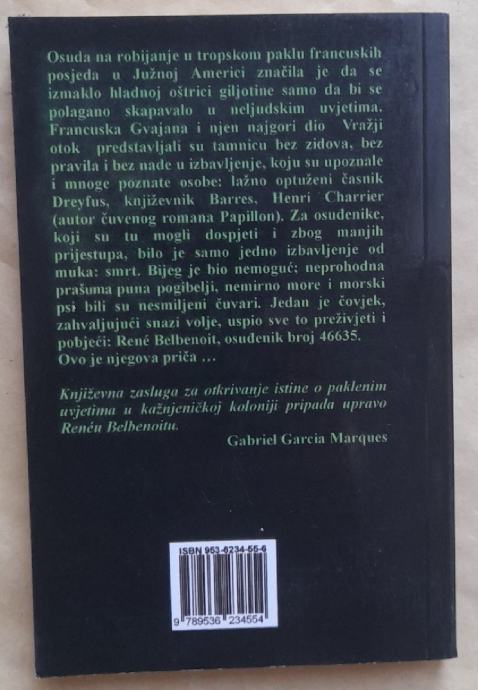 Osuda na robijanje u tropskom paklu francuskih
posjeda u Južnoj Americi značila je da se
izmaklo hladnoj oštrici giljotine samo da bi se
polagano skapavalo u neljudskim uvjetima.
Francuska Gvajana i njen najgori dio Vražji
otok predstavljali su tamnicu bez zidova, bez
pravila i bez nade u izbavljenje, koju su upoznale
i mnoge poznate osobe: lažno optuženi časnik
Dreyfus, književnik Barres, Henri Charrier
(autor čuvenog romana Papillon). Za osuđenike,
koji su tu mogli dospjeti i zbog manjih
prijestupa, bilo je samo jedno izbavljenje od
muka: smrt. Bijeg je bio nemoguć; neprohodna
prašuma puna pogibelji, nemirno more i morski
psi bili su nesmiljeni čuvari. Jedan je čovjek,
zahvaljujući snazi volje, uspio sve to preživjeti i
pobjeći: René Belbenoit, osuđenik broj 46635.
Ovo je njegova priča ...
Književna zasluga za otkrivanje istine o paklenim
uvjetima u kažnjeničkoj koloniji pripada upravo
Renéu Belbenoitu.
Gabriel Garcia Marques
ISBN 953-6234-55-6
9 789536 234554